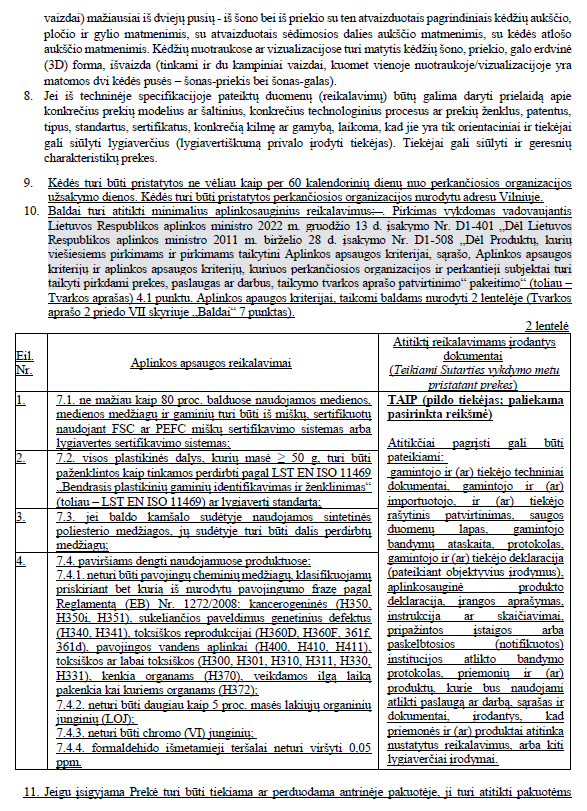 vaizdai) mažiausiai iš dviejų pusių - iš šono bei iš priekio su ten atvaizduotais pagrindiniais kėdžių aukščio,
pločio ir gylio matmenimis, su atvaizduotais sėdimosios dalies aukščio matmenimis, su kėdės atlošo
aukščio matmenimis. Kėdžių nuotraukose ar vizualizacijose turi matytis kėdžių šono, priekio, galo erdvinė
(3D) forma, išvaizda (tinkami ir du kampiniai vaizdai, kuomet vienoje nuotraukoje/vizualizacijoje yra
matomos dvi kėdės pusės – šonas-priekis bei šonas-galas).
8. Jei iš techninėje specifikacijoje pateiktų duomenų (reikalavimų) būtų galima daryti prielaidą apie
konkrečius prekių modelius ar šaltinius, konkrečius technologinius procesus ar prekių ženklus, patentus,
tipus, standartus, sertifikatus, konkrečią kilmę ar gamybą, laikoma, kad jie yra tik orientaciniai ir tiekėjai
gali siūlyti lygiaverčius (lygiavertiškumą privalo įrodyti tiekėjas). Tiekėjai gali siūlyti ir geresnių
charakteristikų prekes.
9. Kėdės turi būti pristatytos ne vėliau kaip per 60 kalendorinių dienų nuo perkančiosios organizacijos
užsakymo dienos. Kėdės turi būti pristatytos perkančiosios organizacijos nurodytu adresu Vilniuje.
10. Baldai turi atitikti minimalius aplinkosauginius reikalavimus:–. Pirkimas vykdomas vadovaujantis
Lietuvos Respublikos aplinkos ministro 2022 m. gruodžio 13 d. įsakymo Nr. D1-401 „Dėl Lietuvos
Respublikos aplinkos ministro 2011 m. birželio 28 d. įsakymo Nr. D1-508 „Dėl Produktų, kurių
viešiesiems pirkimams ir pirkimams taikytini Aplinkos apsaugos kriterijai, sąrašo, Aplinkos apsaugos
kriterijų ir aplinkos apsaugos kriterijų, kuriuos perkančiosios organizacijos ir perkantieji subjektai turi
taikyti pirkdami prekes, paslaugas ar darbus, taikymo tvarkos aprašo patvirtinimo“ pakeitimo“ (toliau –
Tvarkos aprašas) 4.1 punktu. Aplinkos apaugos kriterijai, taikomi baldams nurodyti 2 lentelėje (Tvarkos
aprašo 2 priedo VII skyriuje „Baldai“ 7 punktas).
2 lentelė
Eil.
Nr.
Aplinkos apsaugos reikalavimai
Atitiktį reikalavimams įrodantys
dokumentai
(Teikiami Sutarties vykdymo metu
pristatant prekes)
1.
7.1. ne mažiau kaip 80 proc. balduose naudojamos medienos,
medienos medžiagų ir gaminių turi būti iš miškų, sertifikuotų
naudojant FSC ar PEFC miškų sertifikavimo sistemas arba
lygiavertes sertifikavimo sistemas;
2.
7.2. visos plastikinės dalys, kurių masė ≥ 50 g, turi būti
paženklintos kaip tinkamos perdirbti pagal LST EN ISO 11469
„Bendrasis plastikinių gaminių identifikavimas ir ženklinimas“
(toliau – LST EN ISO 11469) ar lygiavertį standartą;
3.
7.3. jei baldo kamšalo sudėtyje naudojamos sintetinės
poliesterio medžiagos, jų sudėtyje turi būti dalis perdirbtų
medžiagų;
4.
7.4. paviršiams dengti naudojamuose produktuose:
7.4.1. neturi būti pavojingų cheminių medžiagų, klasifikuojamų
priskiriant bet kurią iš nurodytų pavojingumo frazę pagal
Reglamentą (EB) Nr. 1272/2008: kancerogeninės (H350,
H350i, H351), sukeliančios paveldimus genetinius defektus
(H340, H341), toksiškos reprodukcijai (H360D, H360F, 361f,
361d), pavojingos vandens aplinkai (H400, H410, H411),
toksiškos ar labai toksiškos (H300, H301, H310, H311, H330,
H331), kenkia organams (H370), veikdamos ilgą laiką
pakenkia kai kuriems organams (H372);
7.4.2. neturi būti daugiau kaip 5 proc. masės lakiųjų organinių
junginių (LOJ);
7.4.3. neturi būti chromo (VI) junginių;
7.4.4. formaldehido išmetamieji teršalai neturi viršyti 0,05
ppm.
TAIP (pildo tiekėjas; paliekama
pasirinkta reikšmė)
Atitikčiai pagrįsti gali būti
pateikiami:
gamintojo ir (ar) tiekėjo techniniai
dokumentai, gamintojo ir (ar)
importuotojo, ir (ar) tiekėjo
rašytinis patvirtinimas, saugos
duomenų lapas, gamintojo
bandymų ataskaita, protokolas,
gamintojo ir (ar) tiekėjo deklaracija
(pateikiant objektyvius įrodymus),
aplinkosauginė produkto
deklaracija, įrangos aprašymas,
instrukcija ar skaičiavimai,
pripažintos įstaigos arba
paskelbtosios (notifikuotos)
institucijos atlikto bandymo
protokolas, priemonių ir (ar)
produktų, kurie bus naudojami
atlikti paslaugą ar darbą, sąrašas ir
dokumentai, įrodantys, kad
priemonės ir (ar) produktai atitinka
nustatytus reikalavimus, arba kiti
lygiaverčiai įrodymai.
11. Jeigu įsigyjama Prekė turi būti tiekiama ar perduodama antrinėje pakuotėje, ji turi atitikti pakuotėms